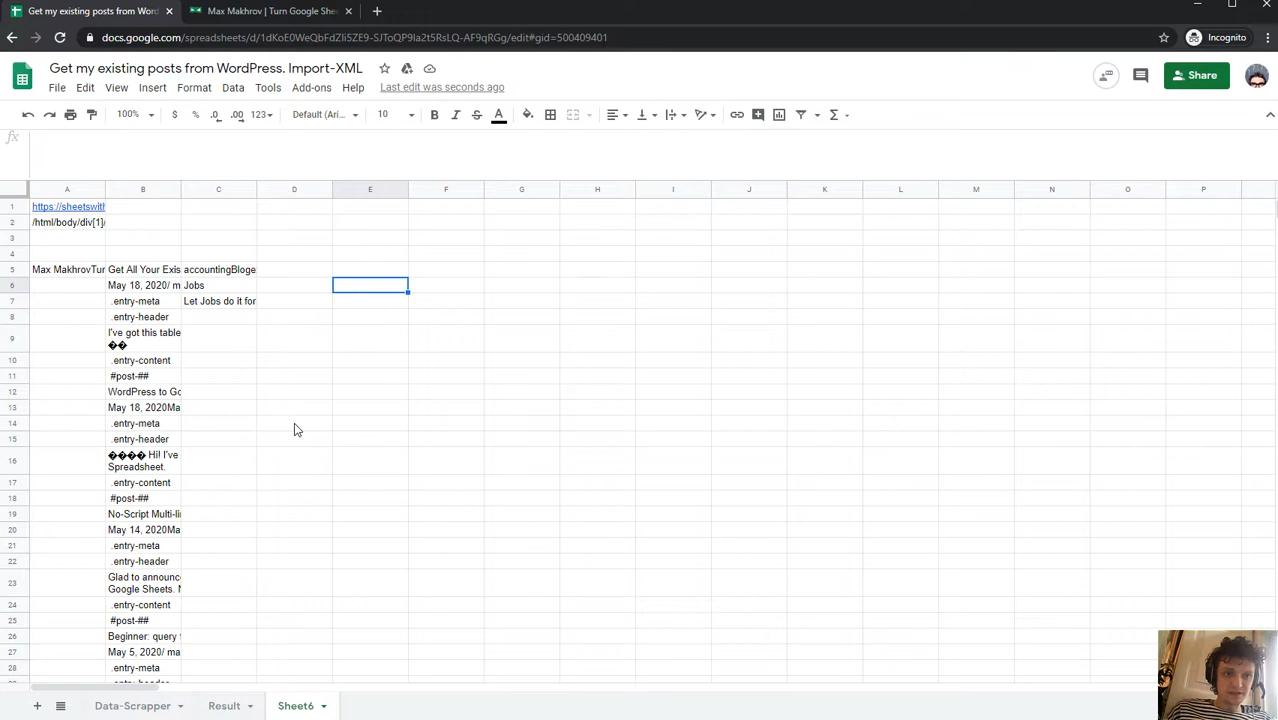 Get my existing posts from Wor
Max Makhrov | Turn Google She
docs.google.com/spreadsheets/d/1dKoE0WeQbFdZIi5ZE9-SJToQP9la2t5RsLQ-AF9qRGg/edit#gid=500409401
Incognito
Get my existing posts from WordPress. Import-XML
Share
File Edit View Insert Format Data Tools Add-ons Help Last edit was seconds ago
100% $ % .0 .00 123 Default (Ari... 10 B I S A Σ
fx
A B C D E F G H I J K L M N O P
1 https://sheetswith
2 /html/body/div[1]/
3
4
5 Max MakhrovTur Get All Your Exis accountingBloge
6 May 18, 2020/ m Jobs
7 .entry-meta Let Jobs do it for
8 .entry-header
9 I've got this table
��
10 .entry-content
11 #post-##
12 WordPress to Go
13 May 18, 2020Ma
14 .entry-meta
15 .entry-header
16 ���� Hi! I've
Spreadsheet.
17 .entry-content
18 #post-##
19 No-Script Multi-li
20 May 14, 2020Ma
21 .entry-meta
22 .entry-header
23 Glad to announc
Google Sheets. N
24 .entry-content
25 #post-##
26 Beginner: query f
27 May 5, 2020/ ma
28 .entry-meta
Data-Scrapper Result Sheet6